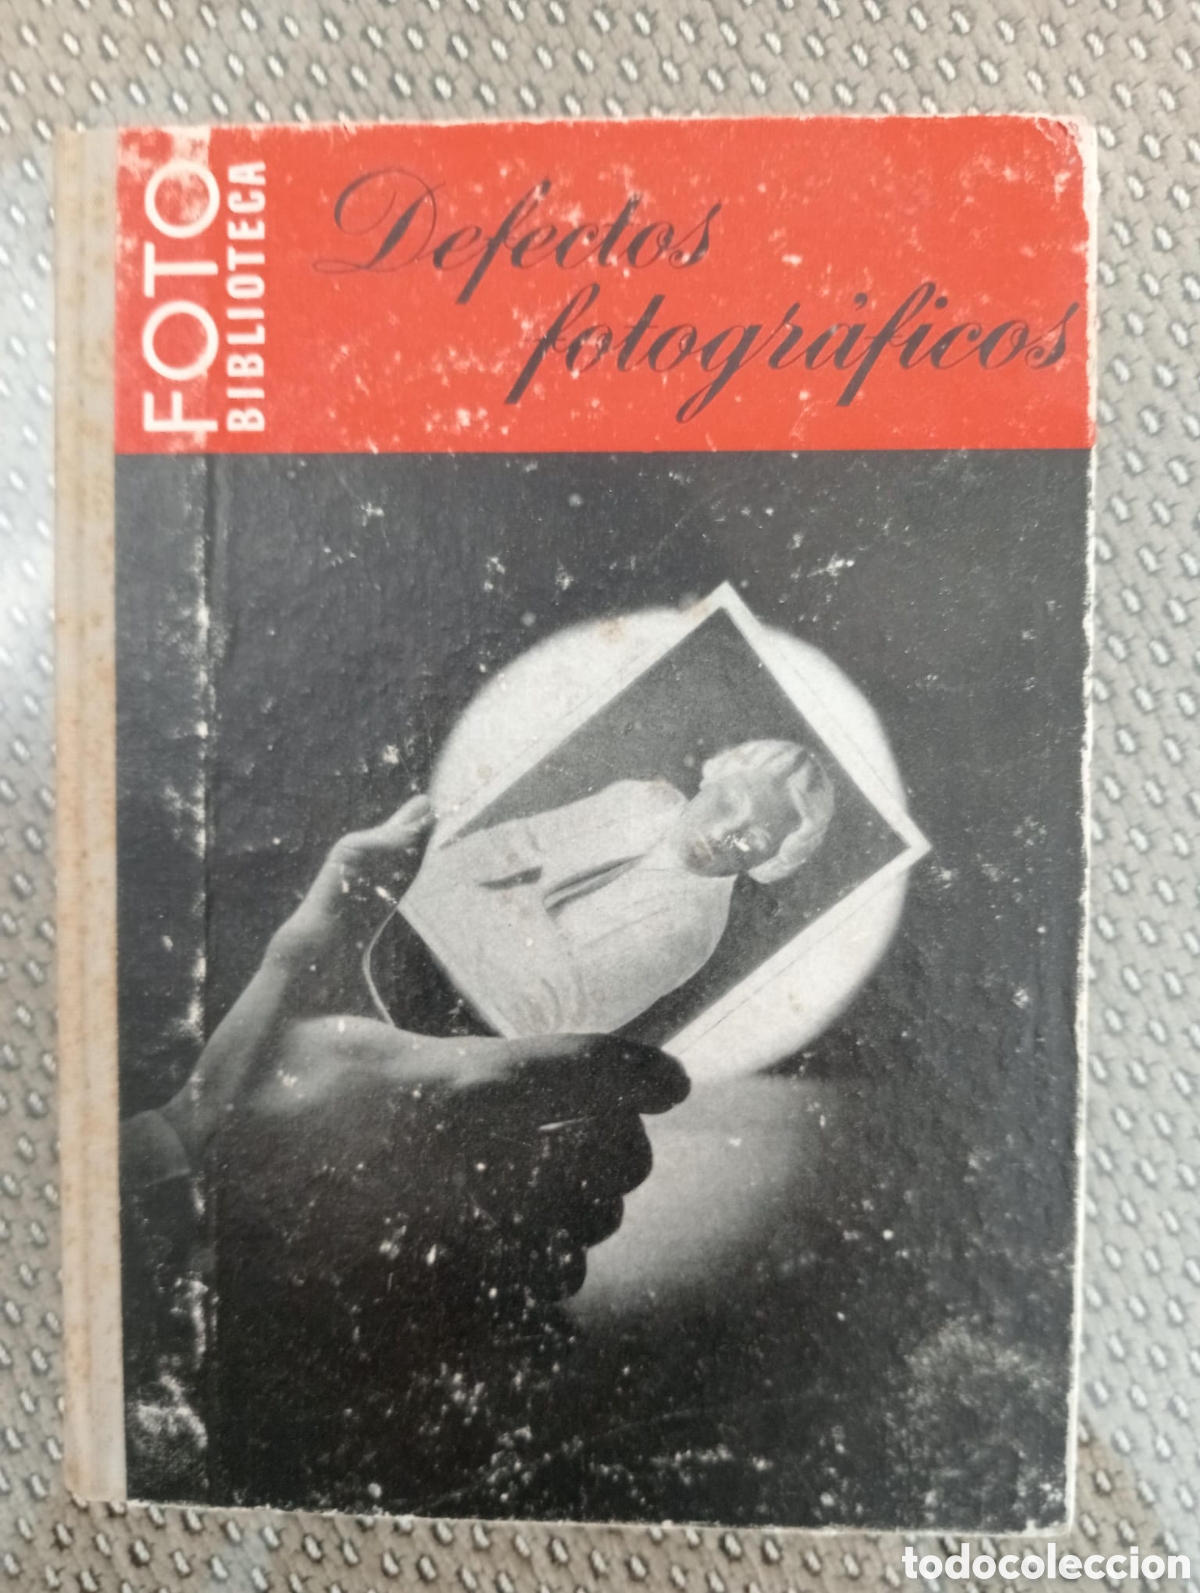 FOTO
BIBLIOTECA
Defectos
fotográficos
todocoleccion